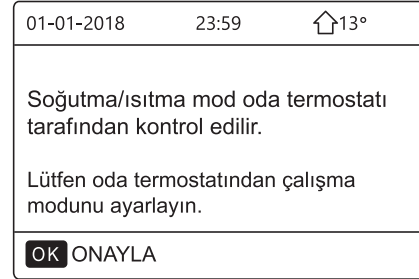 01-01-2018 23:59 13°
Soğutma/ısıtma mod oda termostatı
tarafından kontrol edilir.
Lütfen oda termostatından çalışma
modunu ayarlayın.
OK ONAYLA